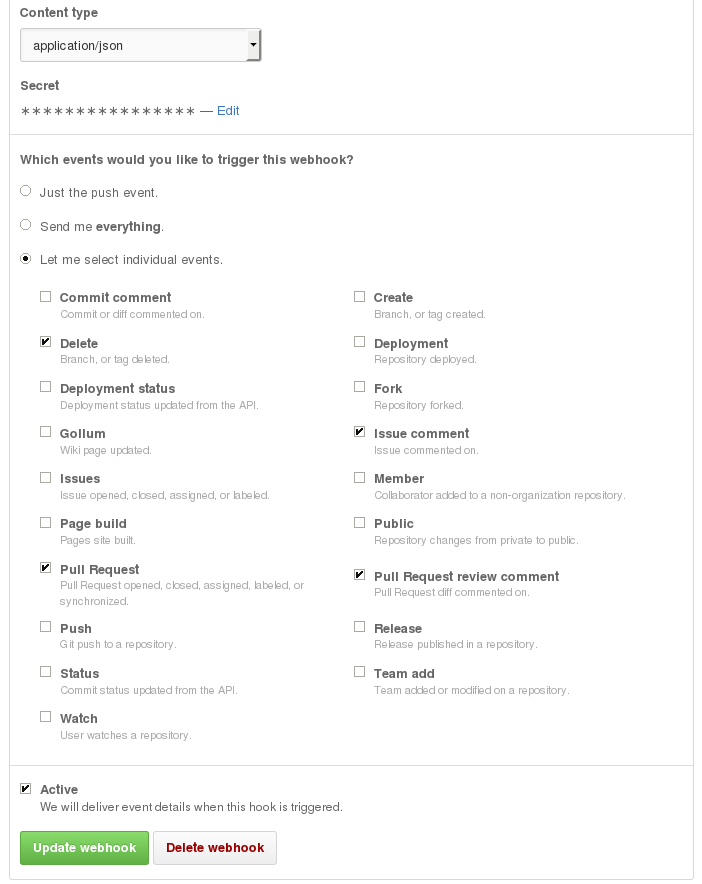 Content type
application/json
Secret
**************** — Edit
Which events would you like to trigger this webhook?
Just the push event.
Send me everything.
Let me select individual events.
Commit comment
Commit or diff commented on.
Create
Branch, or tag created.
Delete
Branch, or tag deleted.
Deployment
Repository deployed.
Deployment status
Deployment status updated from the API.
Fork
Repository forked.
Gollum
Wiki page updated.
Issue comment
Issue commented on.
Issues
Issue opened, closed, assigned, or labeled.
Member
Collaborator added to a non-organization repository.
Page build
Pages site built.
Public
Repository changes from private to public.
Pull Request
Pull Request opened, closed, assigned, labeled, or
synchronized.
Pull Request review comment
Pull Request diff commented on.
Push
Git push to a repository.
Release
Release published in a repository.
Status
Commit status updated from the API.
Team add
Team added or modified on a repository.
Watch
User watches a repository.
Active
We will deliver event details when this hook is triggered.
Update webhook
Delete webhook